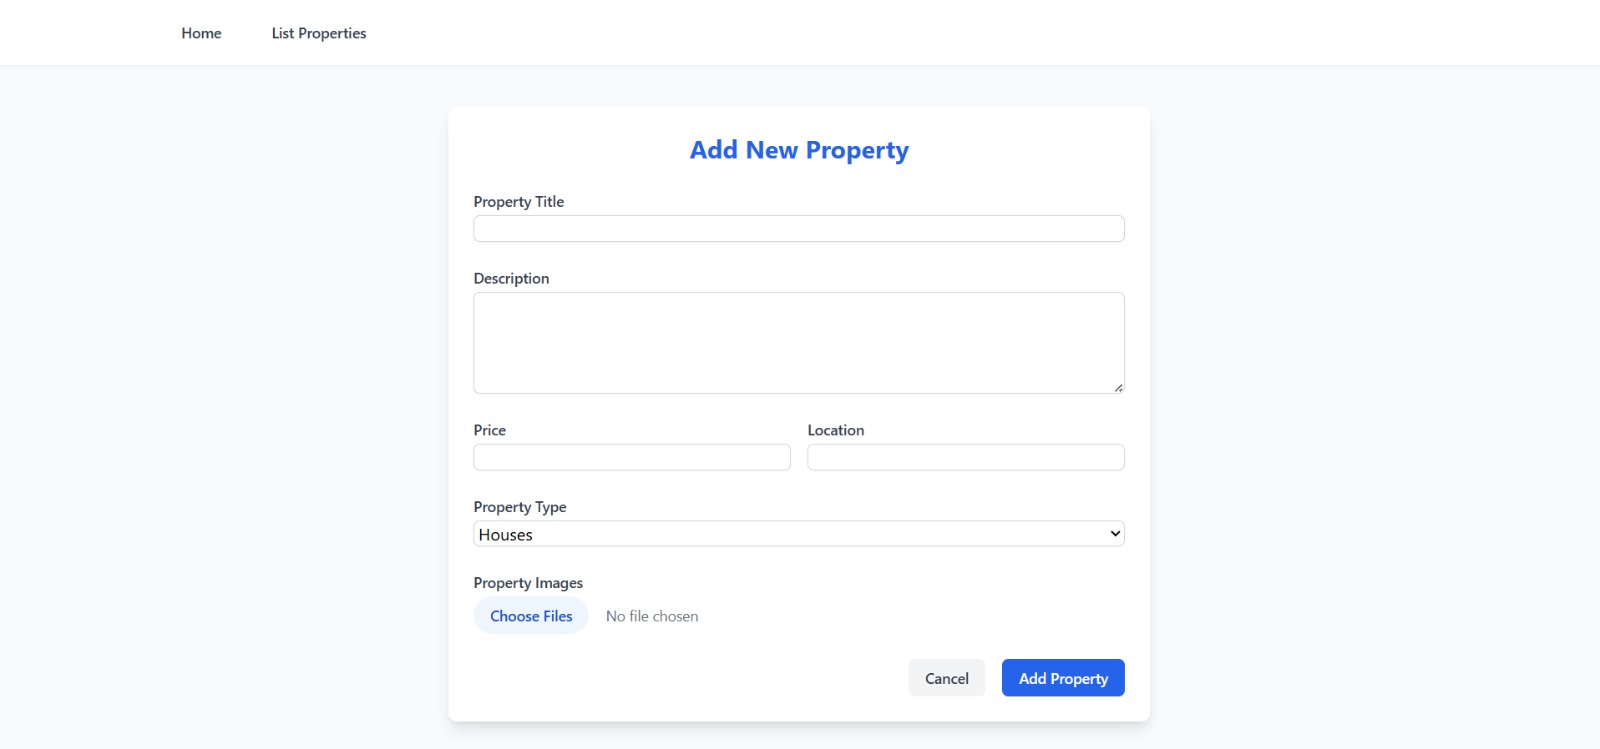 Home List Properties
Add New Property
Property Title
Description
Price Location
Property Type
Houses
Property Images
Choose Files No file chosen
Cancel Add Property